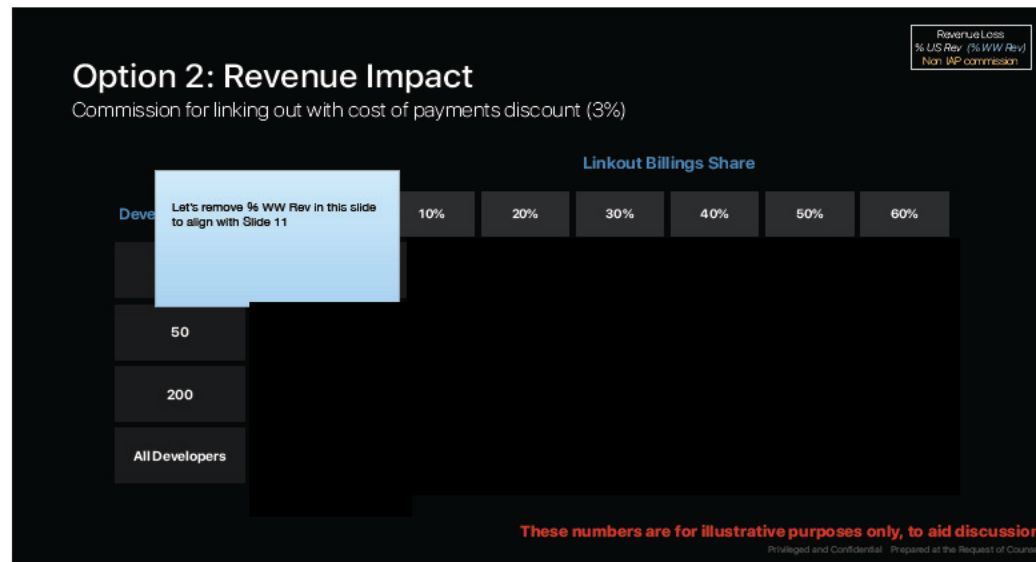 Revenue Loss
% US Rev (% WW Rev)
Non IAP commission
Option 2: Revenue Impact
Commission for linking out with cost of payments discount (3%)
Linkout Billings Share
Let's remove % WW Rev in this slide
to align with Slide 11
Deve
10% 20% 30% 40% 50% 60%
50
200
All Developers
These numbers are for illustrative purposes only, to aid discussion
Privileged and Confidential Prepared at the Request of Counse